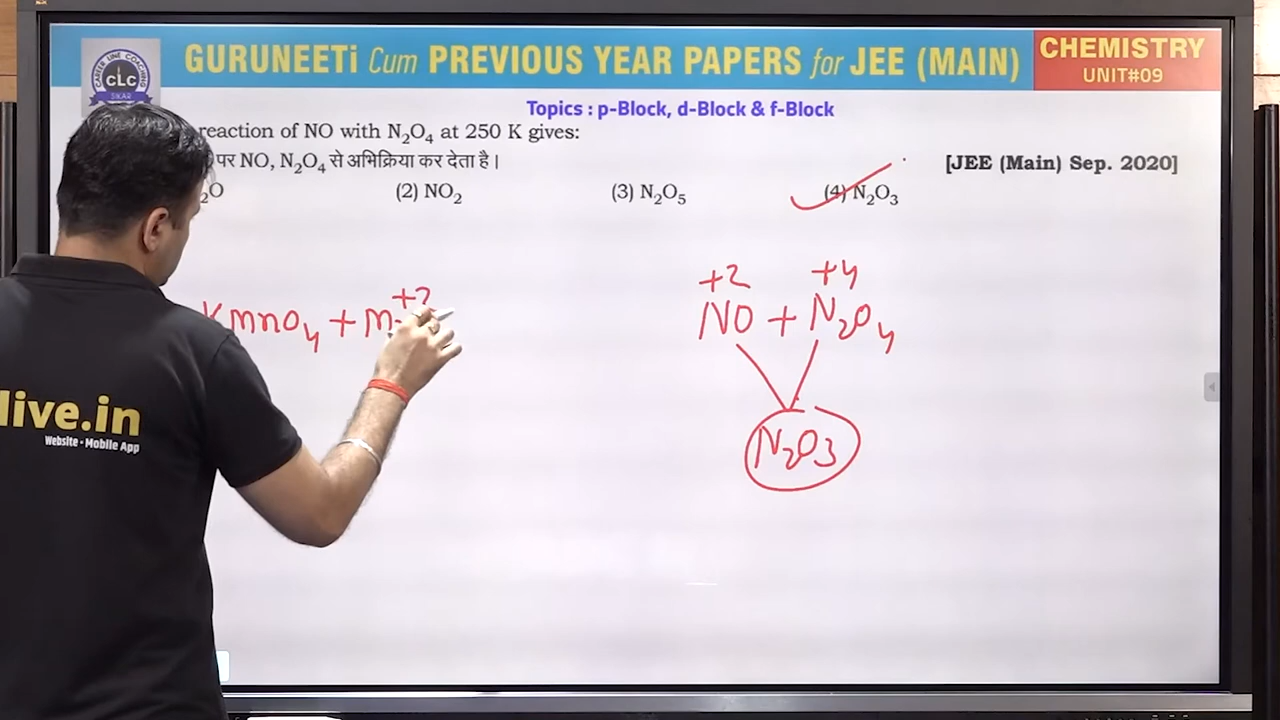 GURUNEETi Cum PREVIOUS YEAR PAPERS for JEE (MAIN)
CHEMISTRY
UNIT#09
CLC
SIKAR
Topics : p-Block, d-Block & f-Block
reaction of NO with N₂O₄ at 250 K gives:
पर NO, N₂O₄ से अभिक्रिया कर देता है।
[JEE (Main) Sep. 2020]
₂O (2) NO₂ (3) N₂O₅ (4) N₂O₃
+2 +4
NO + N₂O₄
N₂O₃
+2
KMnO₄ +
live.in
Website • Mobile App